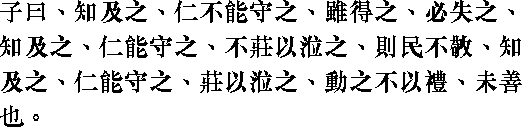 子曰、知及之、仁不能守之、雖得之、必失之、
知及之、仁能守之、不莊以涖之、則民不敬、知
及之、仁能守之、莊以涖之、動之不以禮、未善
也。